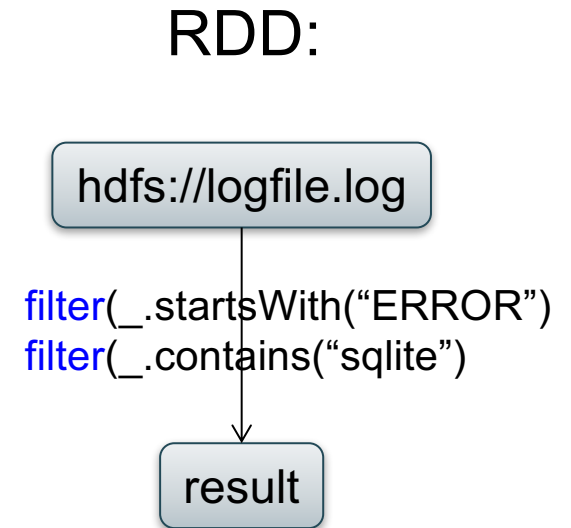 RDD:
hdfs://logfile.log
filter(_.startsWith(“ERROR”)
filter(_.contains(“sqlite”)
result